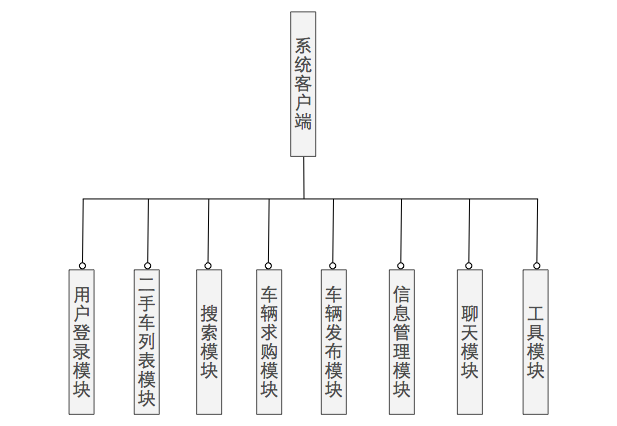 系统客户端
用户登录模块
二手车列表模块
搜索模块
车辆求购模块
车辆发布模块
信息管理模块
聊天模块
工具模块